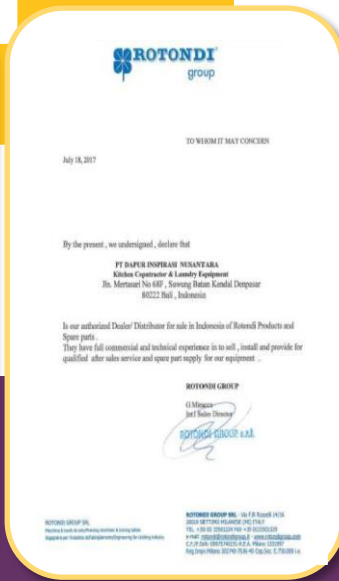 ROTONDI
group
TO WHOM IT MAY CONCERN
July 18, 2017
By the present , we undersigned , declare that
PT DAPUR INSPIRASI NUSANTARA
Kitchen Copntractor & Laundry Equipment
Jln. Mertasari No 68F , Suwung Batan Kendal Denpasar
80222 Bali , Indonesia
Is our authorized Dealer/ Distributor for sale in Indonesia of Rotondi Products and
Spare parts .
They have full commercial and technical experience in to sell , install and provide for
qualified after sales service and spare part supply for our equipment .
ROTONDI GROUP
Int'l Sales Director
ROTONDI GROUP s.r.l.
ROTONDI GROUP SRL
ROTONDI GROUP SRL